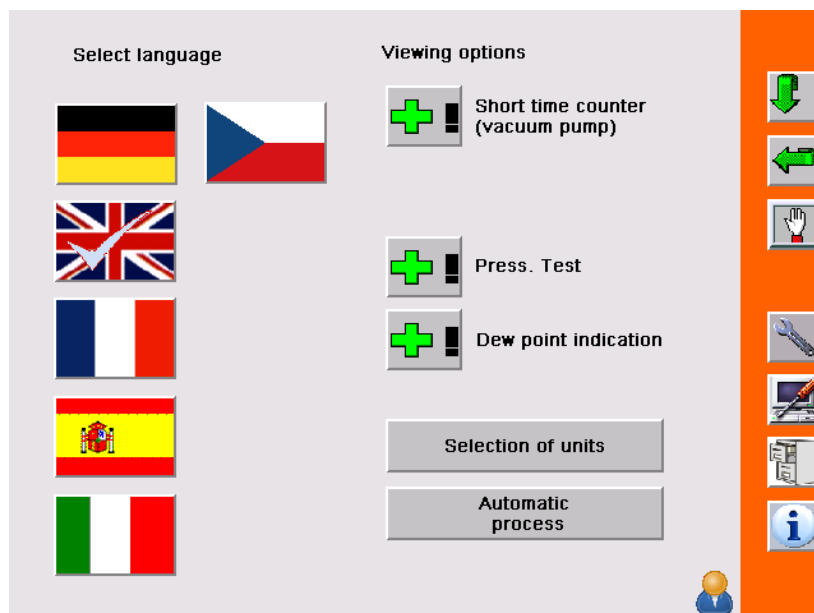 Select language
Viewing options
Short time counter
(vacuum pump)
Press. Test
Dew point indication
Selection of units
Automatic
process